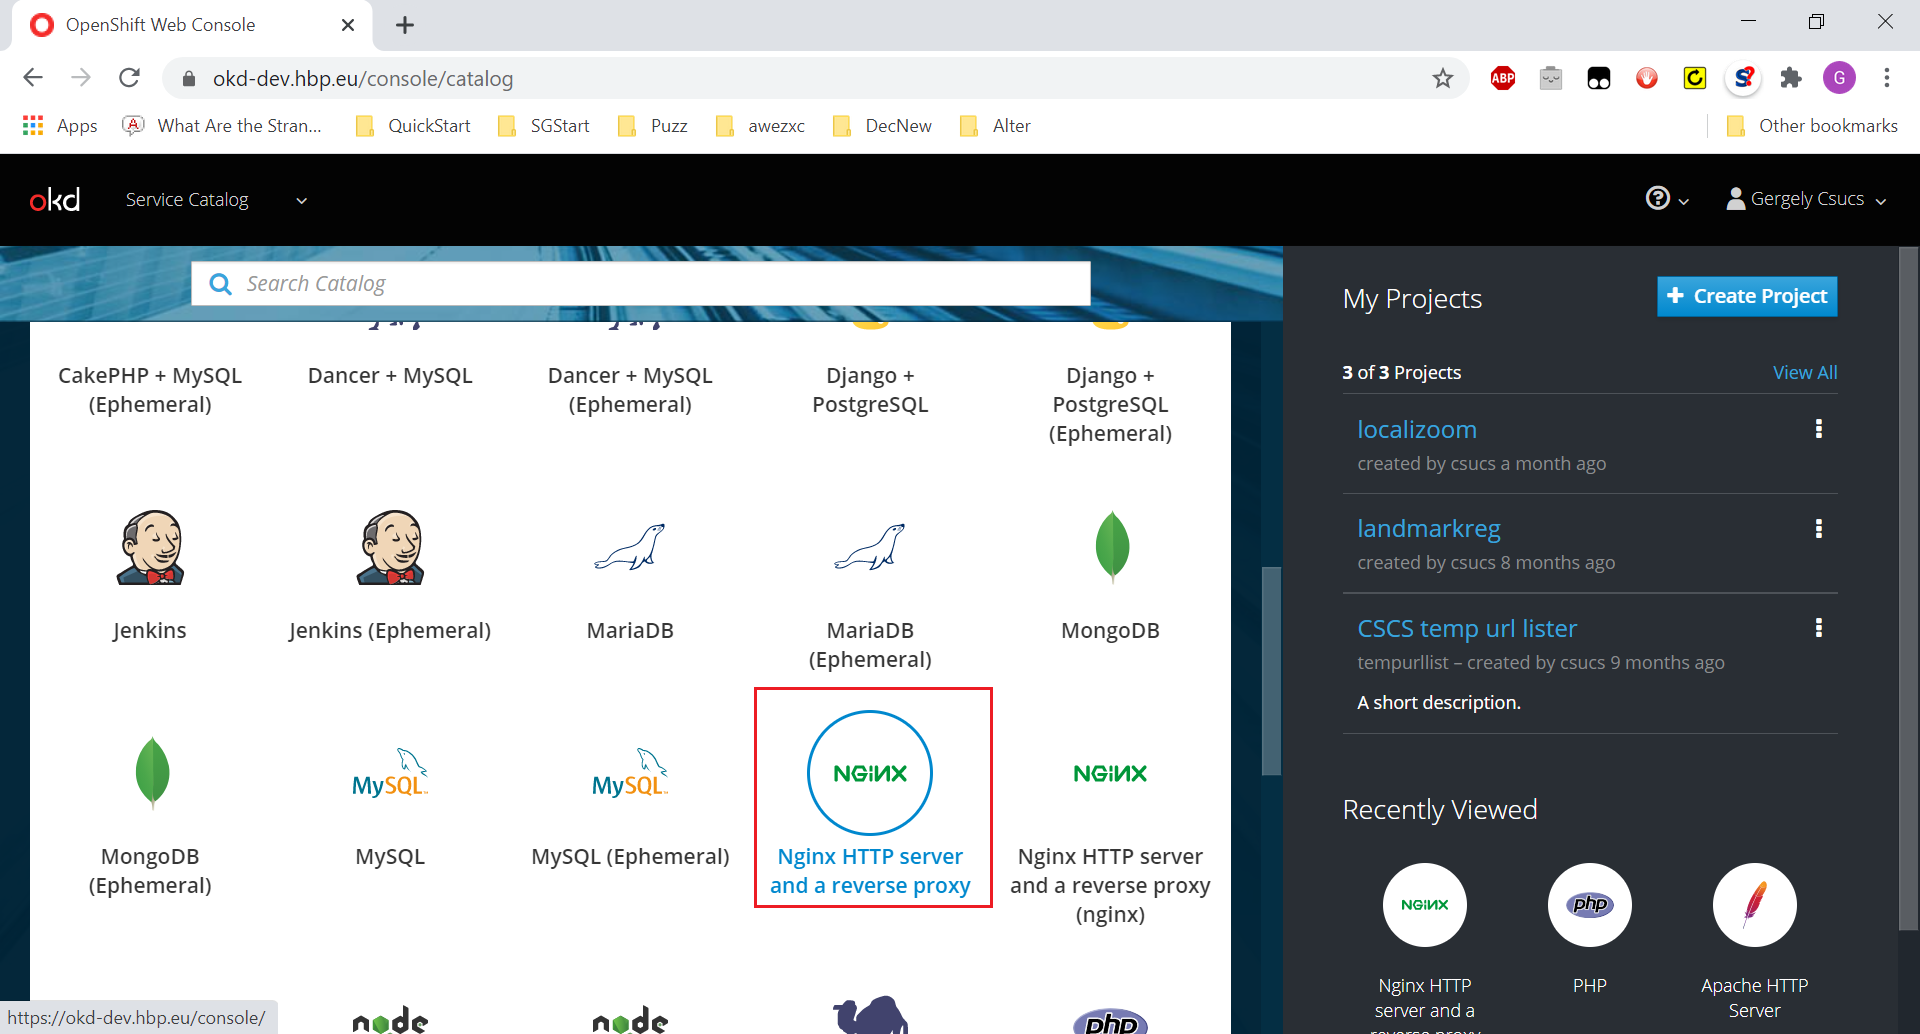 OpenShift Web Console
okd-dev.hbp.eu/console/catalog
ABP
G
Apps
What Are the Stran...
QuickStart
SGStart
Puzz
awezxc
DecNew
Alter
Other bookmarks
okd
Service Catalog
Gergely Csucs
Search Catalog
CakePHP + MySQL
(Ephemeral)
Dancer + MySQL
Dancer + MySQL
(Ephemeral)
Django +
PostgreSQL
Django +
PostgreSQL
(Ephemeral)
Jenkins
Jenkins (Ephemeral)
MariaDB
MariaDB
(Ephemeral)
MongoDB
MongoDB
(Ephemeral)
MySQL
MySQL
MySQL
MySQL (Ephemeral)
NGINX
Nginx HTTP server
and a reverse proxy
NGINX
Nginx HTTP server
and a reverse proxy
(nginx)
node
node
php
https://okd-dev.hbp.eu/console/
My Projects
+ Create Project
3 of 3 Projects
View All
localizoom
created by csucs a month ago
landmarkreg
created by csucs 8 months ago
CSCS temp url lister
tempurllist – created by csucs 9 months ago
A short description.
Recently Viewed
NGINX
php
Nginx HTTP
server and a
reverse proxy
PHP
Apache HTTP
Server